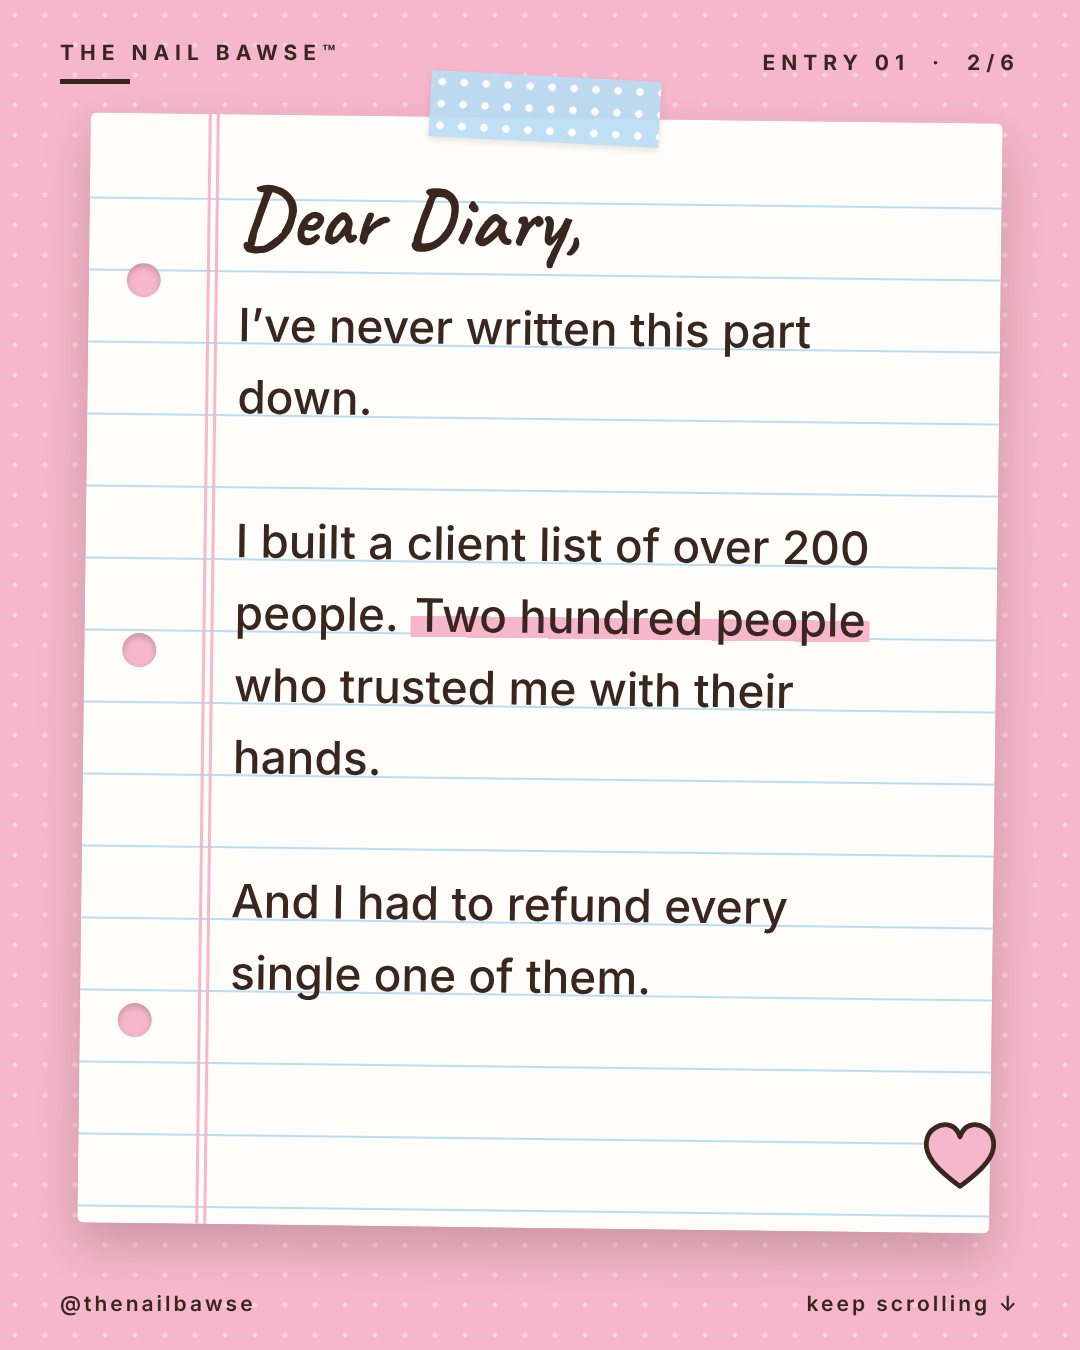 THE NAIL BAWSE™
ENTRY 01 · 2/6
Dear Diary,
I’ve never written this part
down.
I built a client list of over 200
people. Two hundred people
who trusted me with their
hands.
And I had to refund every
single one of them.
@thenailbawse
keep scrolling ↓